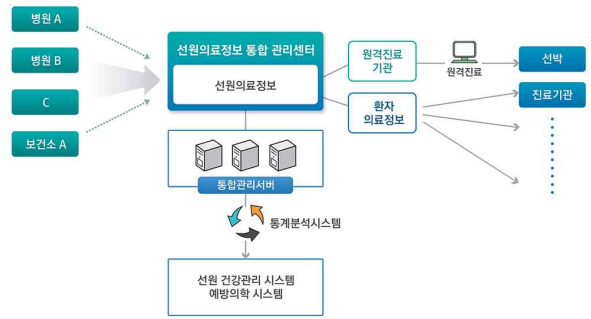 병원 A
병원 B
C
보건소 A
선원의료정보 통합 관리센터
선원의료정보
원격진료
기관
환자
의료정보
원격진료
선박
진료기관
통합관리서버
통계분석시스템
선원 건강관리 시스템
예방의학 시스템